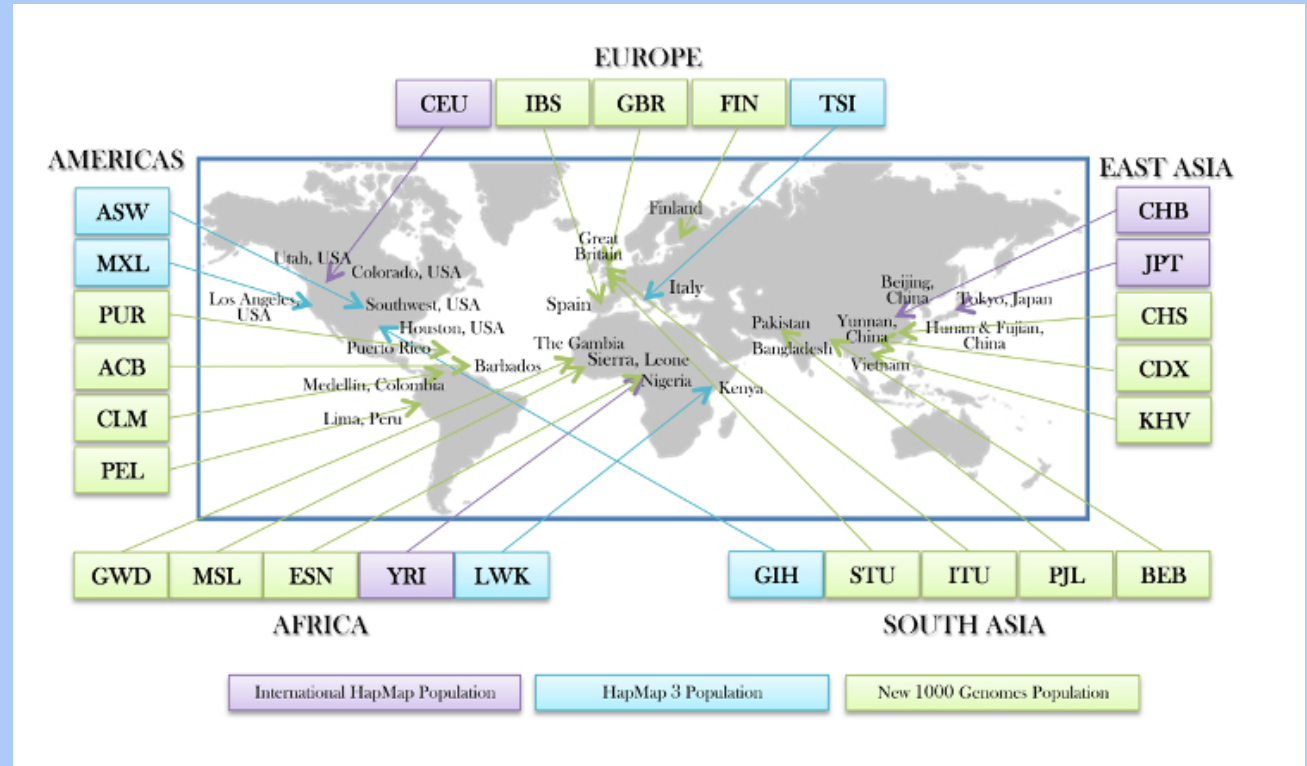 EUROPE
CEU
IBS
GBR
FIN
TSI
AMERICAS
ASW
MXL
PUR
ACB
CLM
PEL
EAST ASIA
CHB
JPT
CHS
CDX
KHV
Finland
Great
Britain
Utah, USA
Colorado, USA
Los Angeles,
USA
Southwest, USA
Houston, USA
Puerto Rico
Barbados
Medellin, Colombia
Lima, Peru
Spain
Italy
The Gambia
Sierra, Leone
Nigeria
Kenya
Pakistan
Bangladesh
Beijing,
China
Tokyo, Japan
Yunnan,
China
Hunan & Fujian,
China
Vietnam
GWD
MSL
ESN
YRI
LWK
AFRICA
GIH
STU
ITU
PJL
BEB
SOUTH ASIA
International HapMap Population
HapMap 3 Population
New 1000 Genomes Population